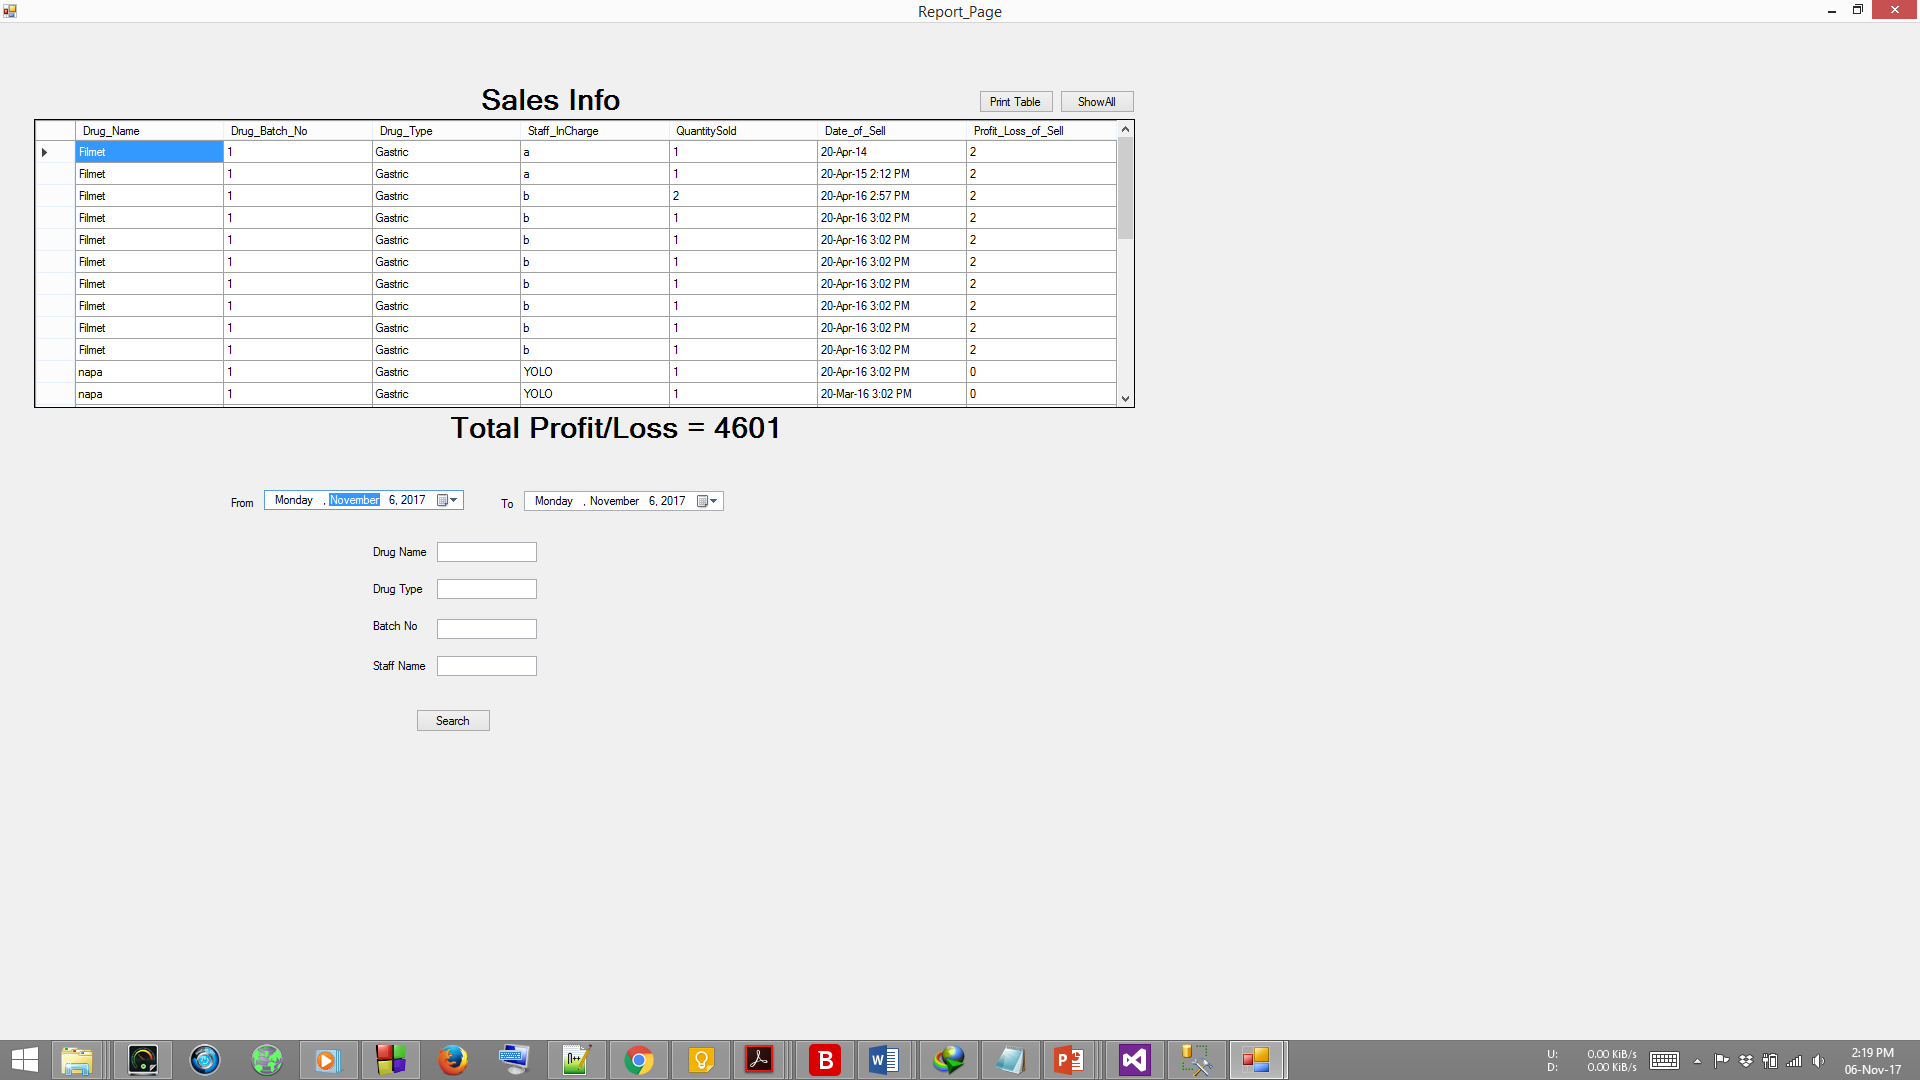 Report_Page
Sales Info
Print Table
ShowAll
Drug_Name Drug_Batch_No Drug_Type Staff_InCharge QuantitySold Date_of_Sell Profit_Loss_of_Sell
Filmet 1 Gastric a 1 20-Apr-14 2
Filmet 1 Gastric a 1 20-Apr-15 2:12 PM 2
Filmet 1 Gastric b 2 20-Apr-16 2:57 PM 2
Filmet 1 Gastric b 1 20-Apr-16 3:02 PM 2
Filmet 1 Gastric b 1 20-Apr-16 3:02 PM 2
Filmet 1 Gastric b 1 20-Apr-16 3:02 PM 2
Filmet 1 Gastric b 1 20-Apr-16 3:02 PM 2
Filmet 1 Gastric b 1 20-Apr-16 3:02 PM 2
Filmet 1 Gastric b 1 20-Apr-16 3:02 PM 2
Filmet 1 Gastric b 1 20-Apr-16 3:02 PM 2
napa 1 Gastric YOLO 1 20-Apr-16 3:02 PM 0
napa 1 Gastric YOLO 1 20-Mar-16 3:02 PM 0
Total Profit/Loss = 4601
From Monday , November 6, 2017 To Monday , November 6, 2017
Drug Name
Drug Type
Batch No
Staff Name
Search
U: 0.00 KiB/s
D: 0.00 KiB/s
2:19 PM
06-Nov-17